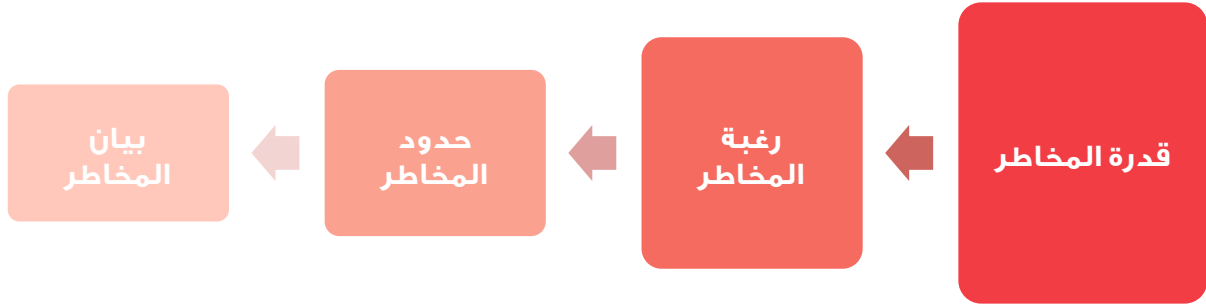 قدرة المخاطر
رغبة
المخاطر
حدود
المخاطر
بيان
المخاطر